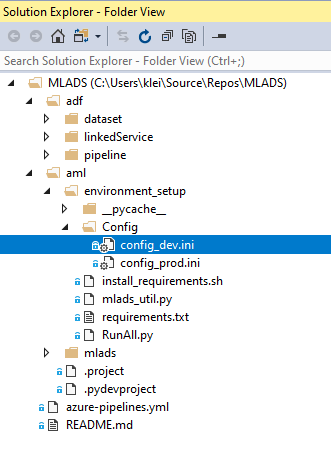 Solution Explorer - Folder View
Search Solution Explorer - Folder View (Ctrl+;)
MLADS (C:\Users\klei\Source\Repos\MLADS)
adf
dataset
linkedService
pipeline
aml
environment_setup
__pycache__
Config
config_dev.ini
config_prod.ini
install_requirements.sh
mlads_util.py
requirements.txt
RunAll.py
mlads
.project
.pydevproject
azure-pipelines.yml
README.md